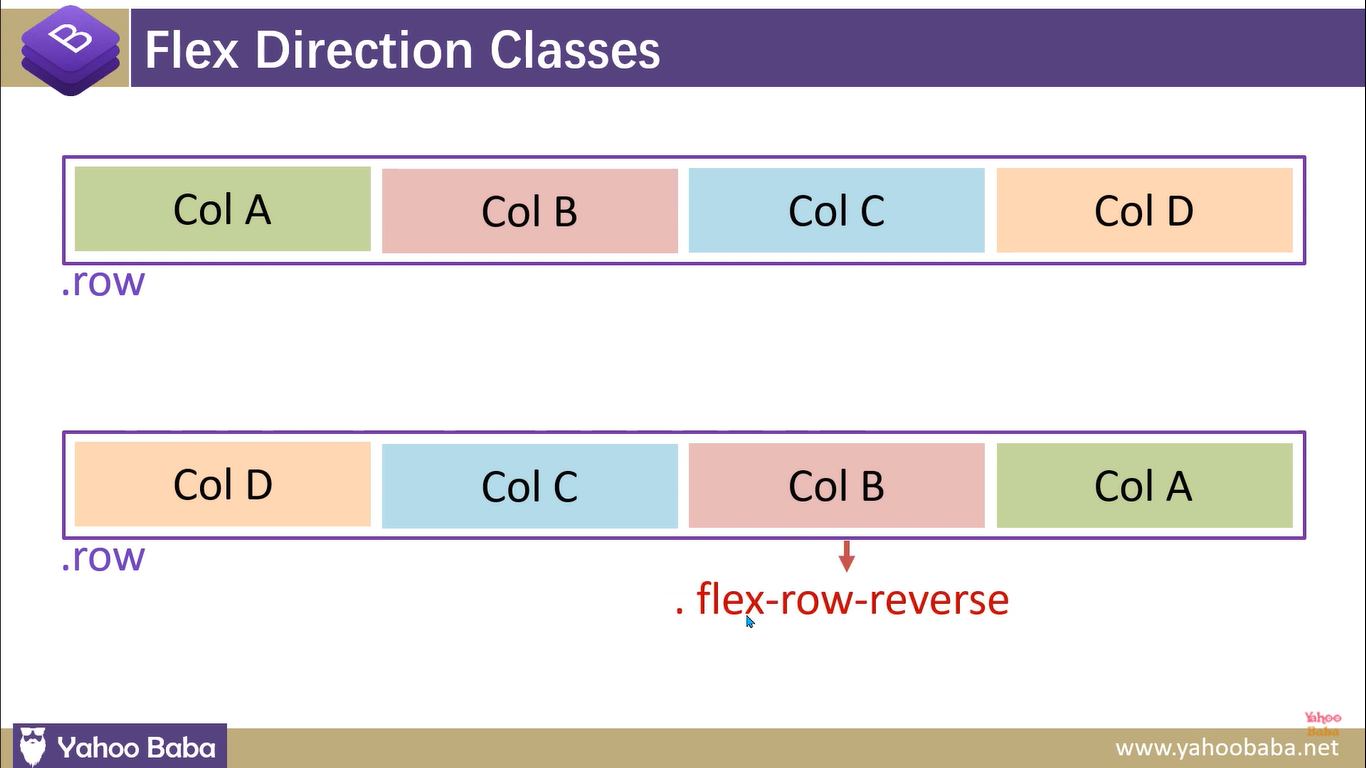 B
Flex Direction Classes
Col A Col B Col C Col D
.row
Col D Col C Col B Col A
.row
. flex-row-reverse
Yahoo
Baba
Yahoo Baba
www.yahoobaba.net